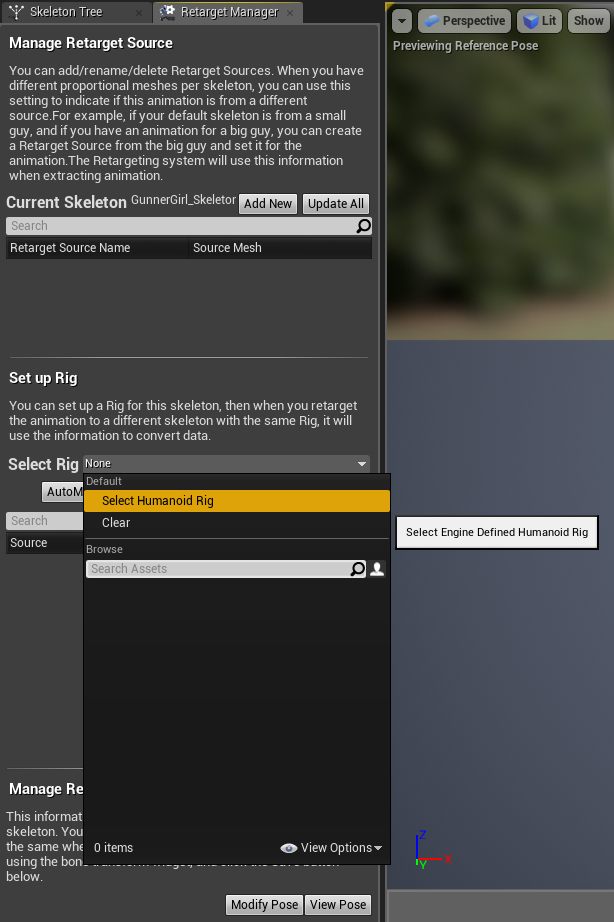 Skeleton Tree
Retarget Manager
Perspective
Lit
Show
Previewing Reference Pose
Manage Retarget Source
You can add/rename/delete Retarget Sources. When you have
different proportional meshes per skeleton, you can use this
setting to indicate if this animation is from a different
source.For example, if your default skeleton is from a small
guy, and if you have an animation for a big guy, you can create
a Retarget Source from the big guy and set it for the
animation.The Retargeting system will use this information
when extracting animation.
Current Skeleton GunnerGirl_Skeletor Add New Update All
Search
Retarget Source Name Source Mesh
Set up Rig
You can set up a Rig for this skeleton, then when you retarget
the animation to a different skeleton with the same Rig, it will
use the information to convert data.
Select Rig None
Default
AutoM
Select Humanoid Rig
Search
Clear
Select Engine Defined Humanoid Rig
Source
Browse
Search Assets
Manage Re
This informat
skeleton. You
the same whe
0 items View Options
using the bon
below.
Modify Pose View Pose
Z
X
Y